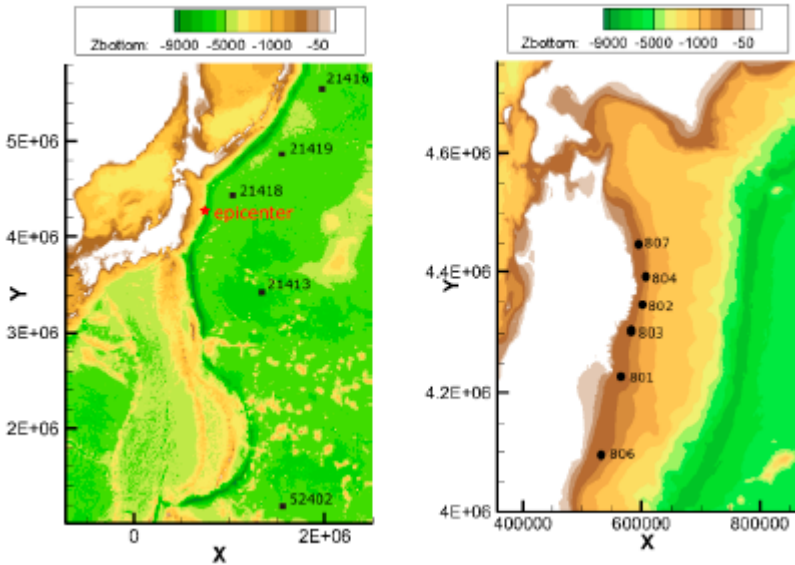 Zbottom: -9000 -5000 -1000 -50
21416
5E+06
21419
21418
epicenter
4E+06
21413
Y
3E+06
2E+06
52402
0 2E+06
X
Zbottom: -9000 -5000 -1000 -50
4.6E+06
807
804
4.4E+06
Y
802
803
801
4.2E+06
806
4E+06
400000 600000 800000
X